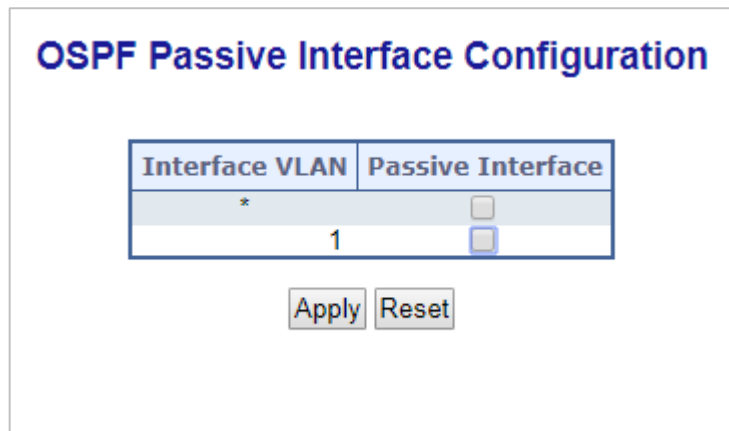 OSPF Passive Interface Configuration
Interface VLAN Passive Interface
*
1
Apply Reset